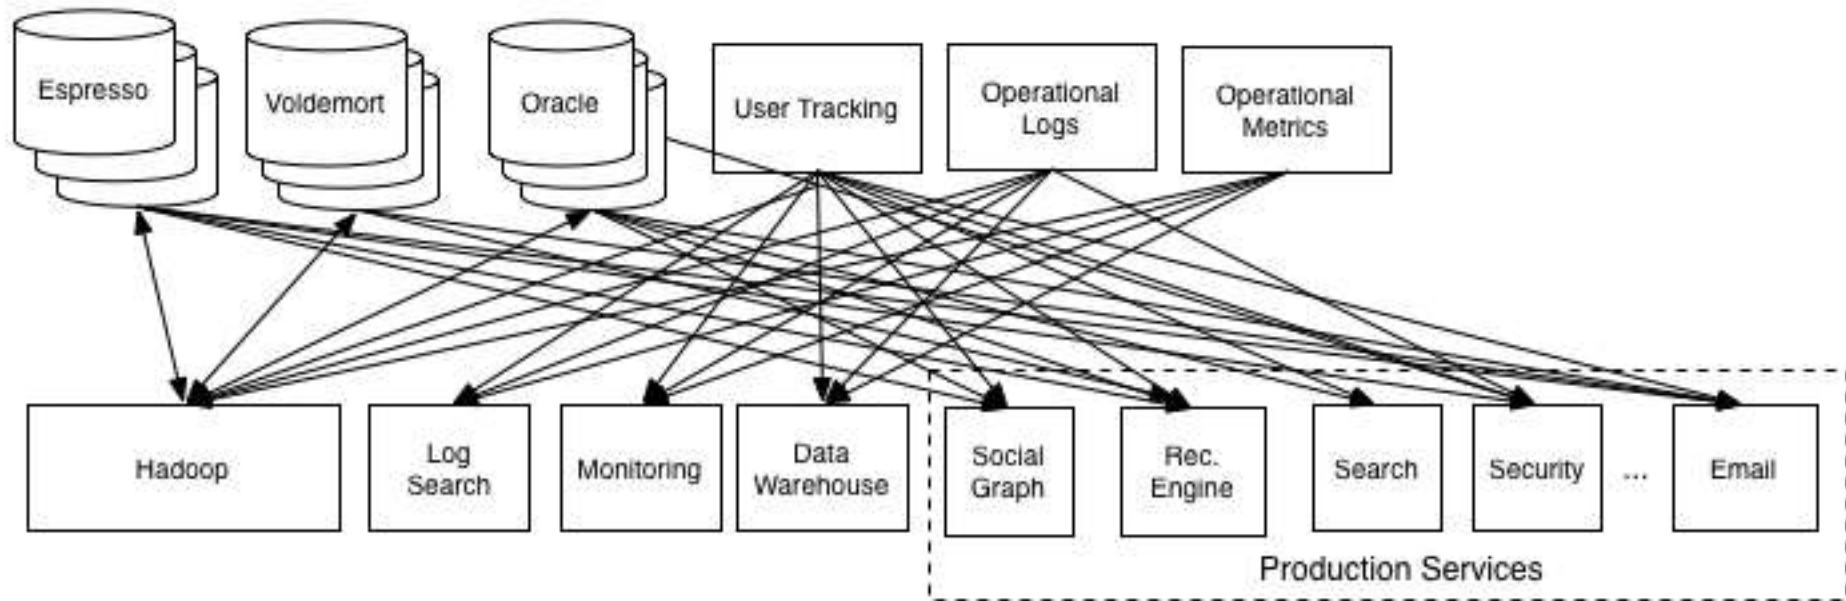 Espresso
Voldemort
Oracle
User Tracking
Operational
Logs
Operational
Metrics
Hadoop
Log
Search
Monitoring
Data
Warehouse
Social
Graph
Rec.
Engine
Search
Security
...
Email
Production Services